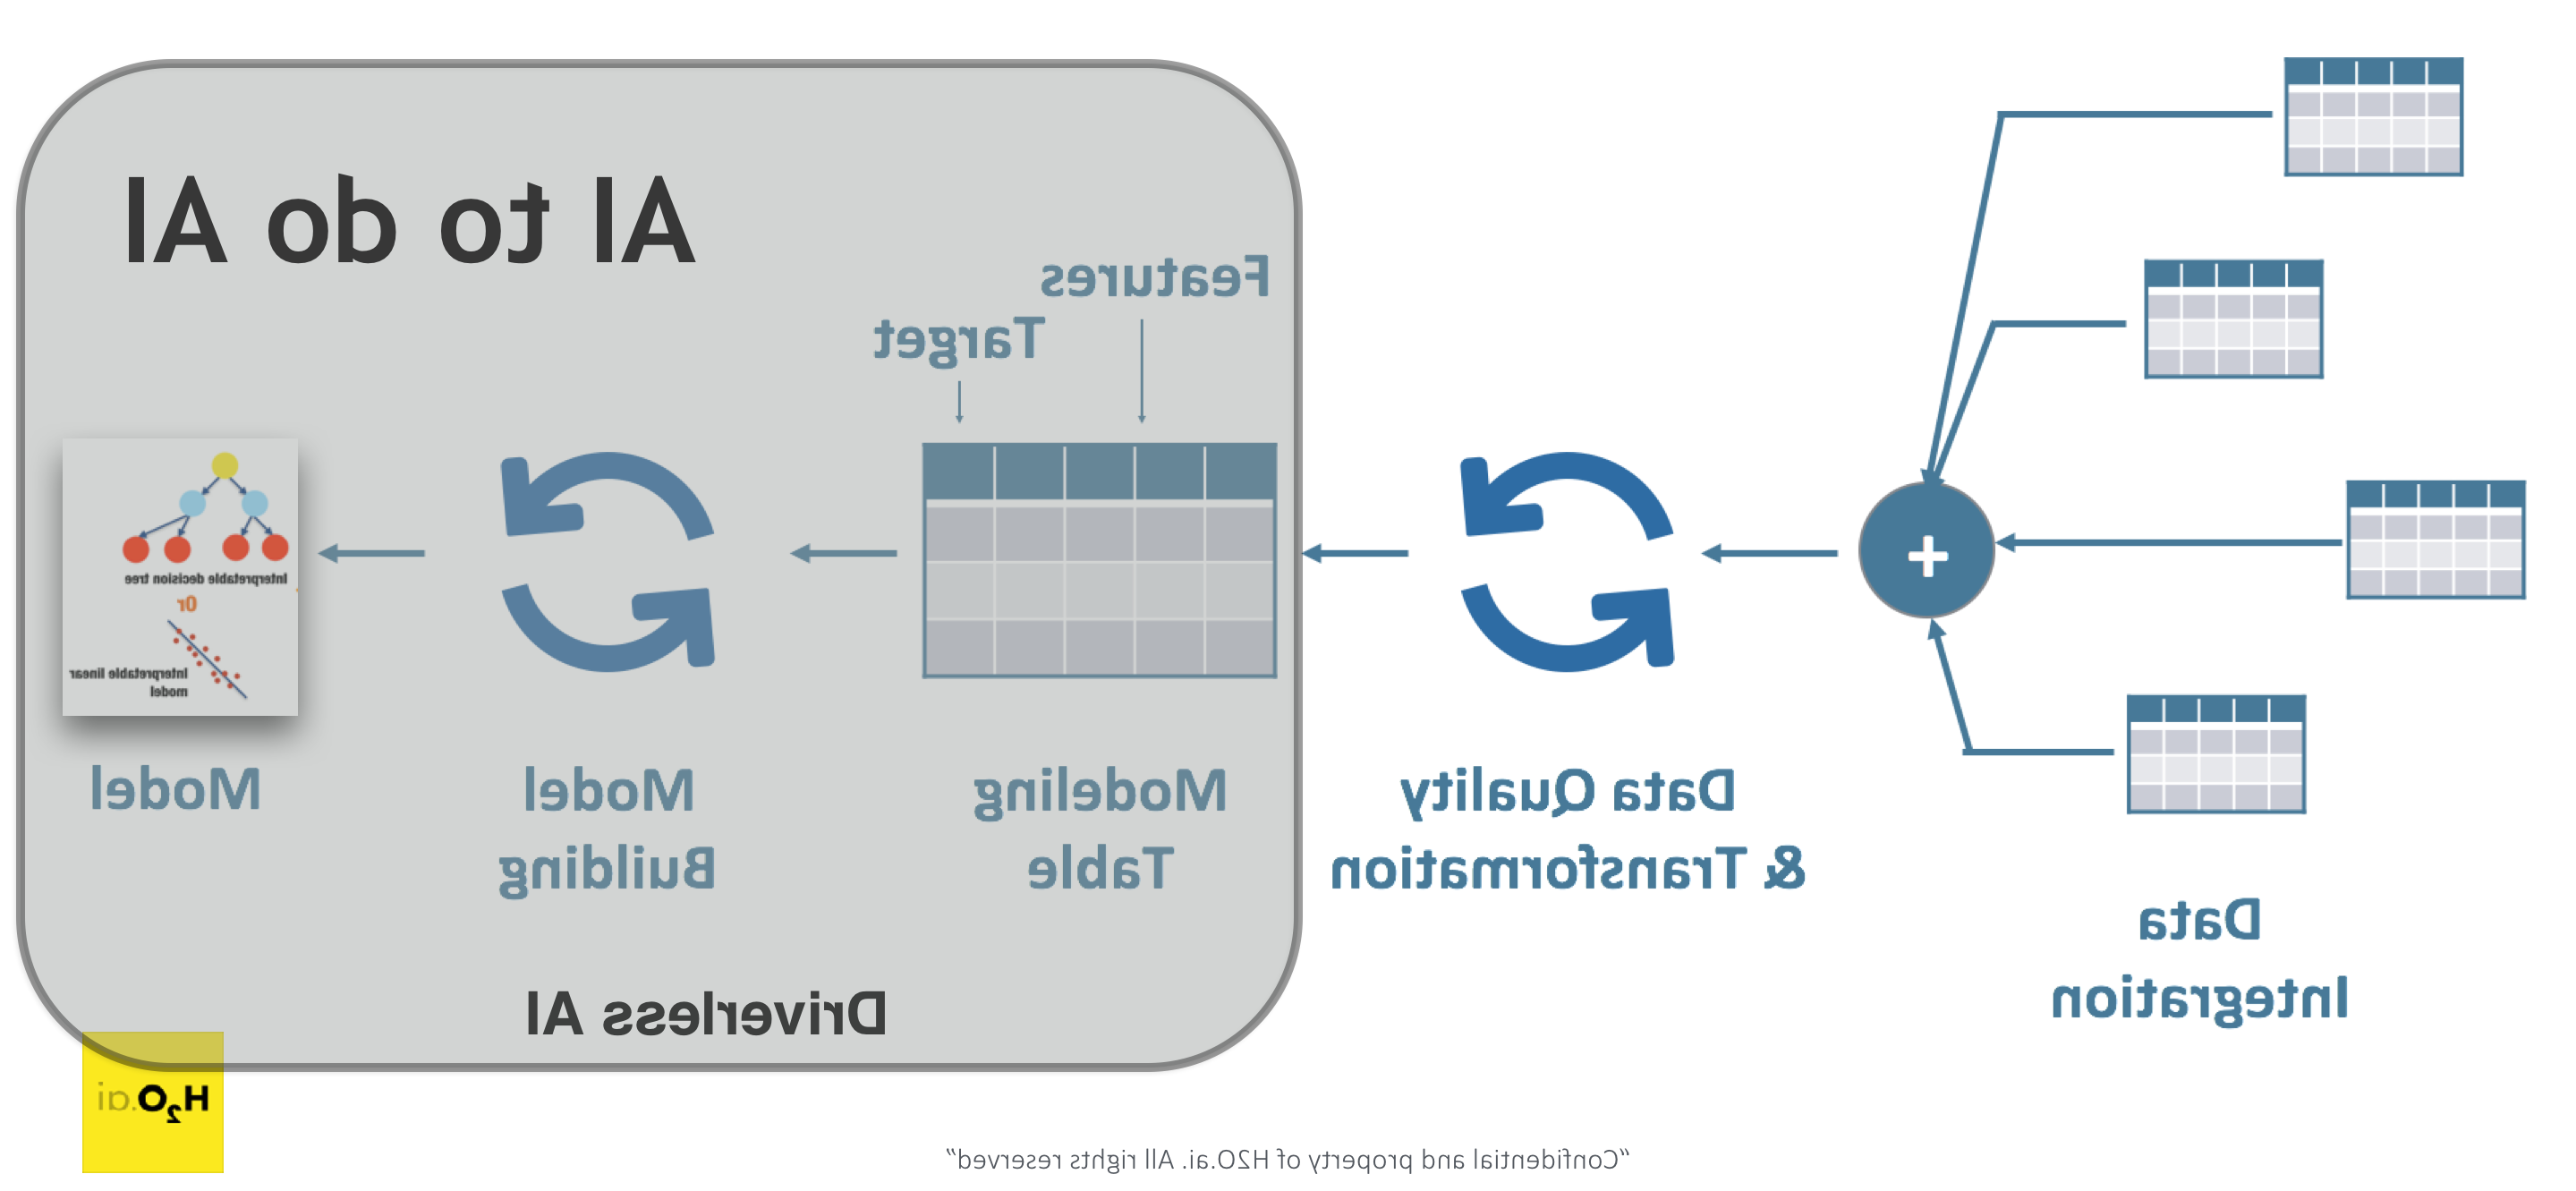 AI to do AI
Features
Target
+
Interpretable decision tree
Or
Interpretable linear
model
Data
Integration
Data Quality
& Transformation
Modeling
Table
Model
Building
Model
Driverless AI
H2O.ai
"Confidential and property of H2O.ai. All rights reserved"